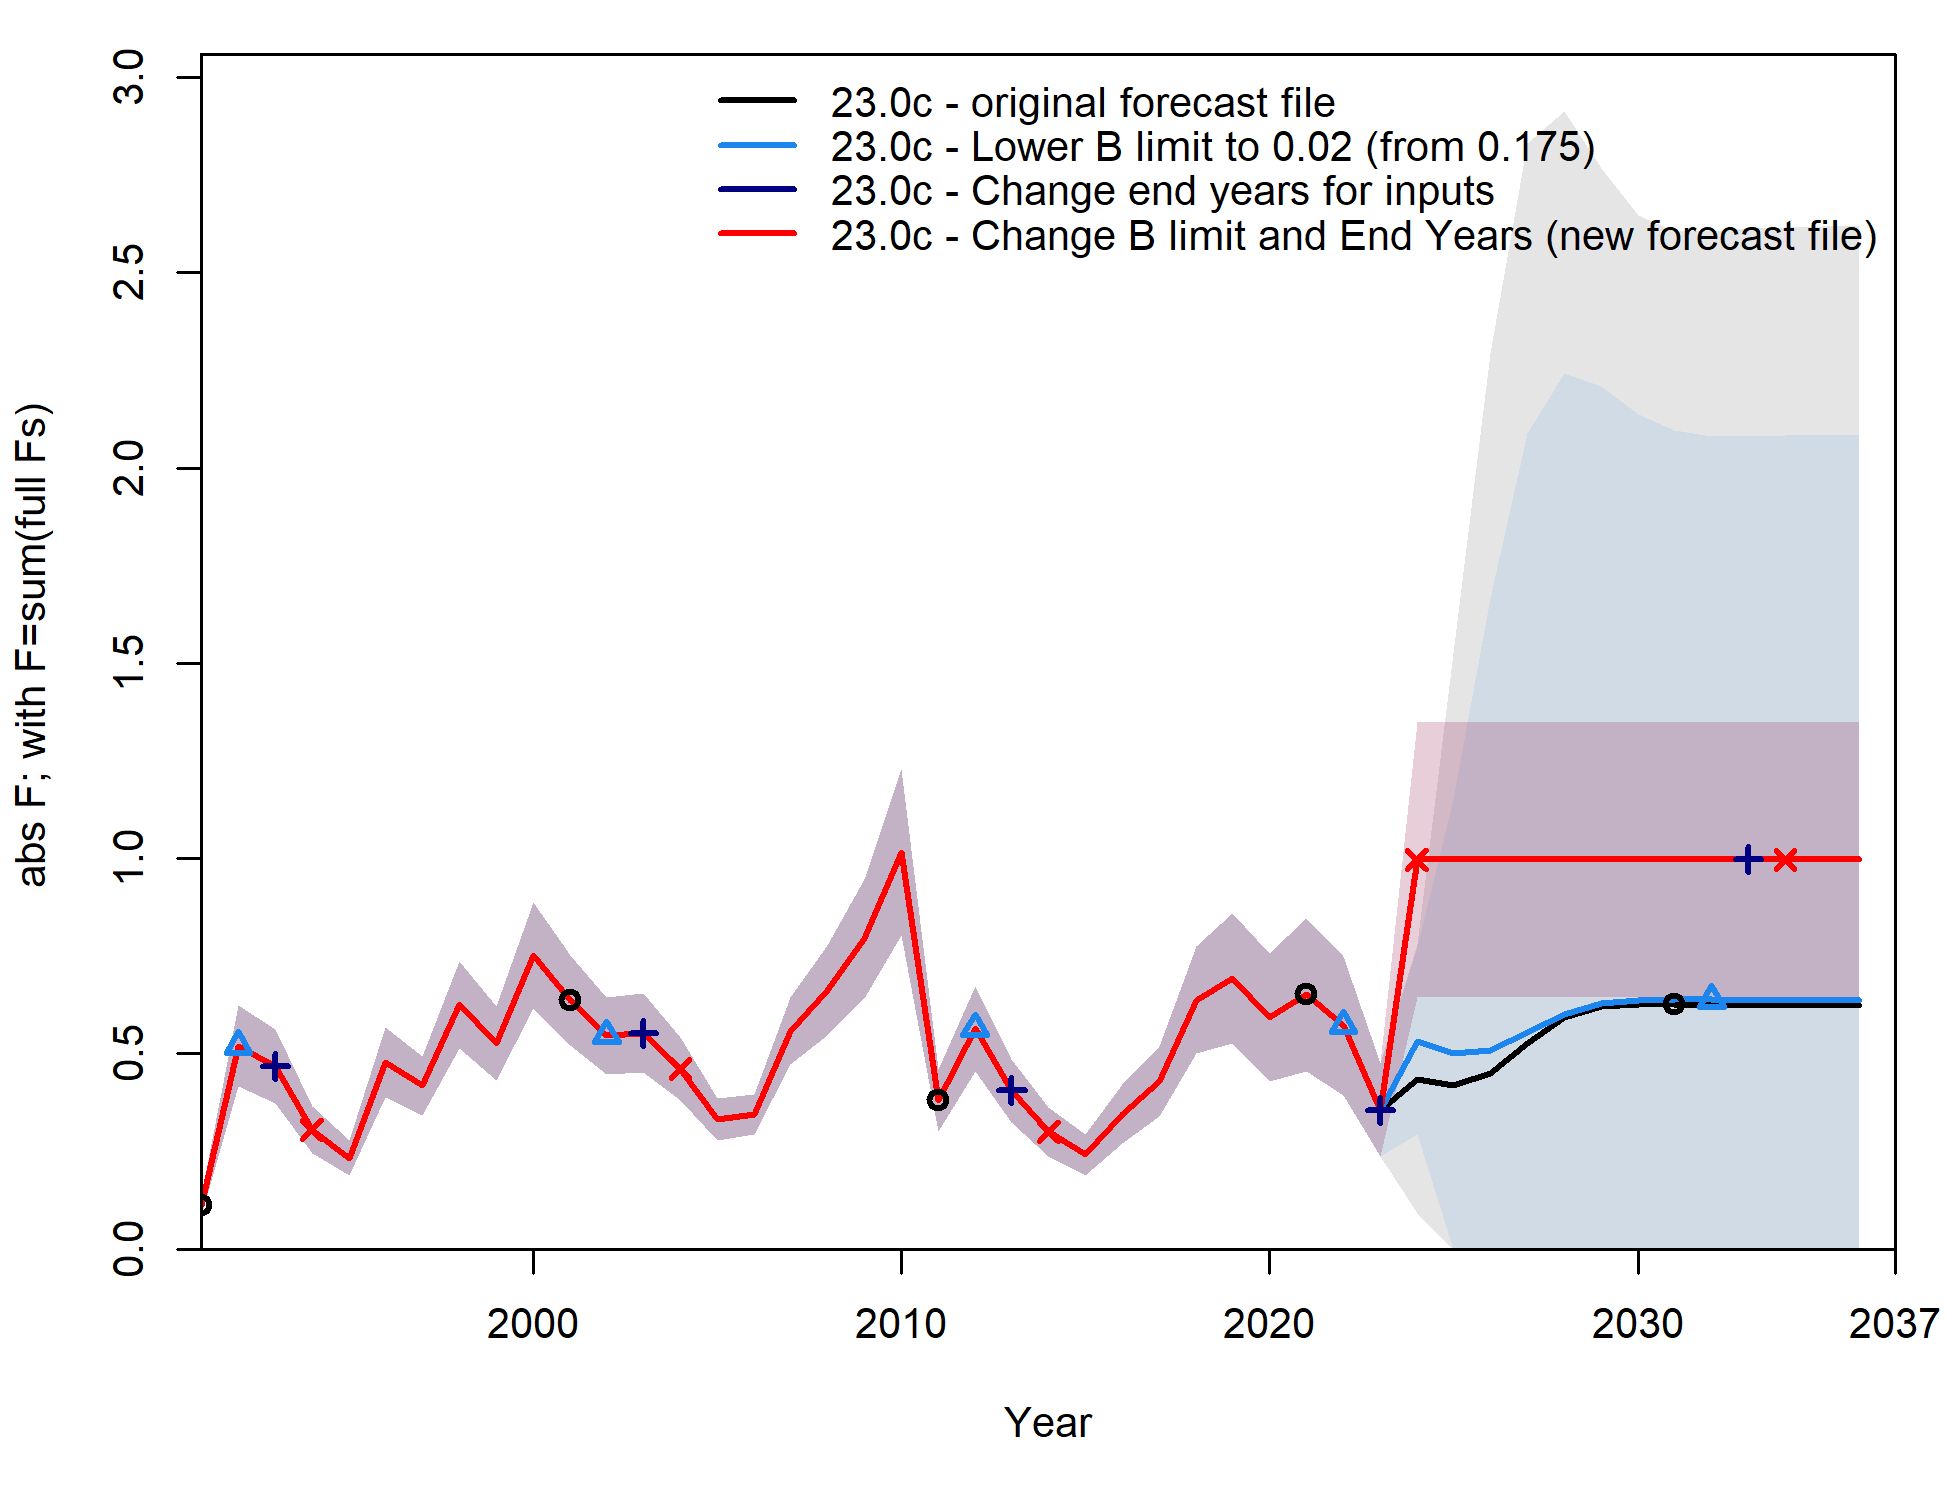 3.0
2.5
2.0
1.5
1.0
0.5
0.0
abs F; with F=sum(full Fs)
23.0c - original forecast file
23.0c - Lower B limit to 0.02 (from 0.175)
23.0c - Change end years for inputs
23.0c - Change B limit and End Years (new forecast file)
2000 2010 2020 2030 2037
Year